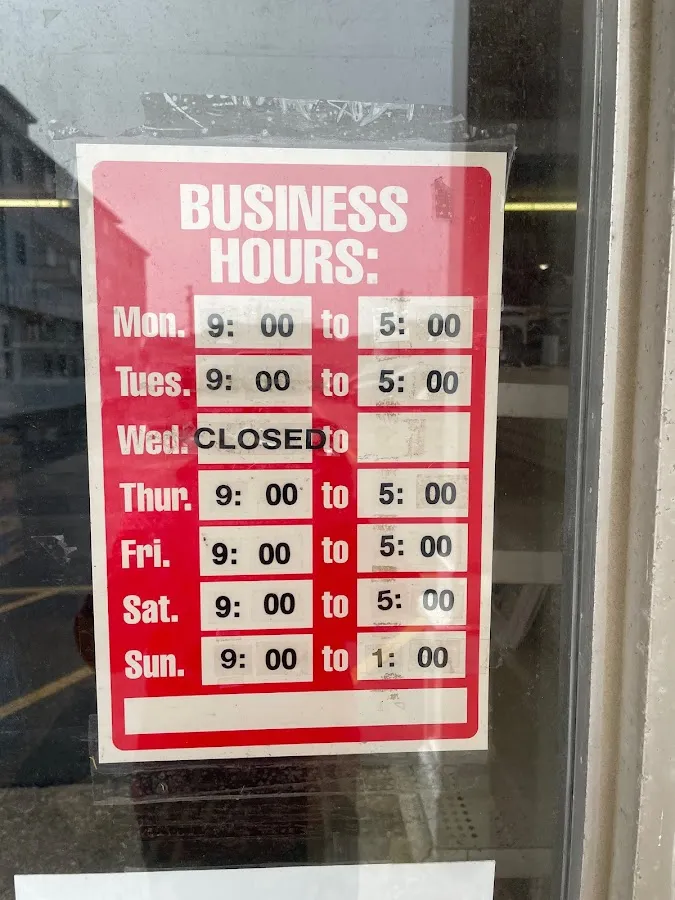 BUSINESS
HOURS:
Mon. 9: 00 to 5: 00
Tues. 9: 00 to 5: 00
Wed. CLOSED to
Thur. 9: 00 to 5: 00
Fri. 9: 00 to 5: 00
Sat. 9: 00 to 5: 00
Sun. 9: 00 to 1: 00